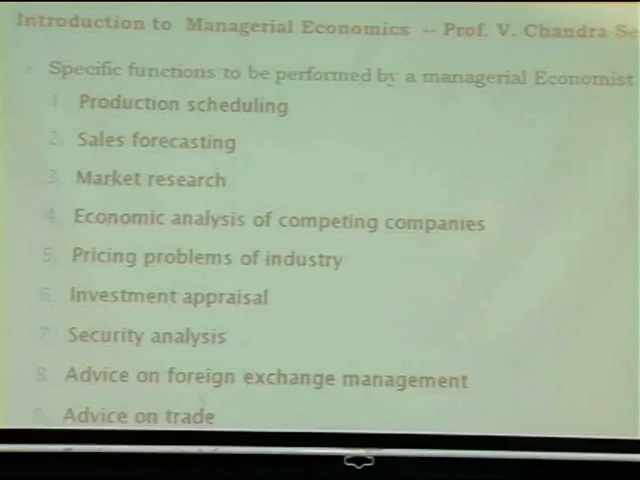 Introduction to Managerial Economics – Prof. V. Chandra Se
Specific functions to be performed by a managerial Economist
1. Production scheduling
2. Sales forecasting
3. Market research
4. Economic analysis of competing companies
5. Pricing problems of industry
6. Investment appraisal
7. Security analysis
8. Advice on foreign exchange management
9. Advice on trade